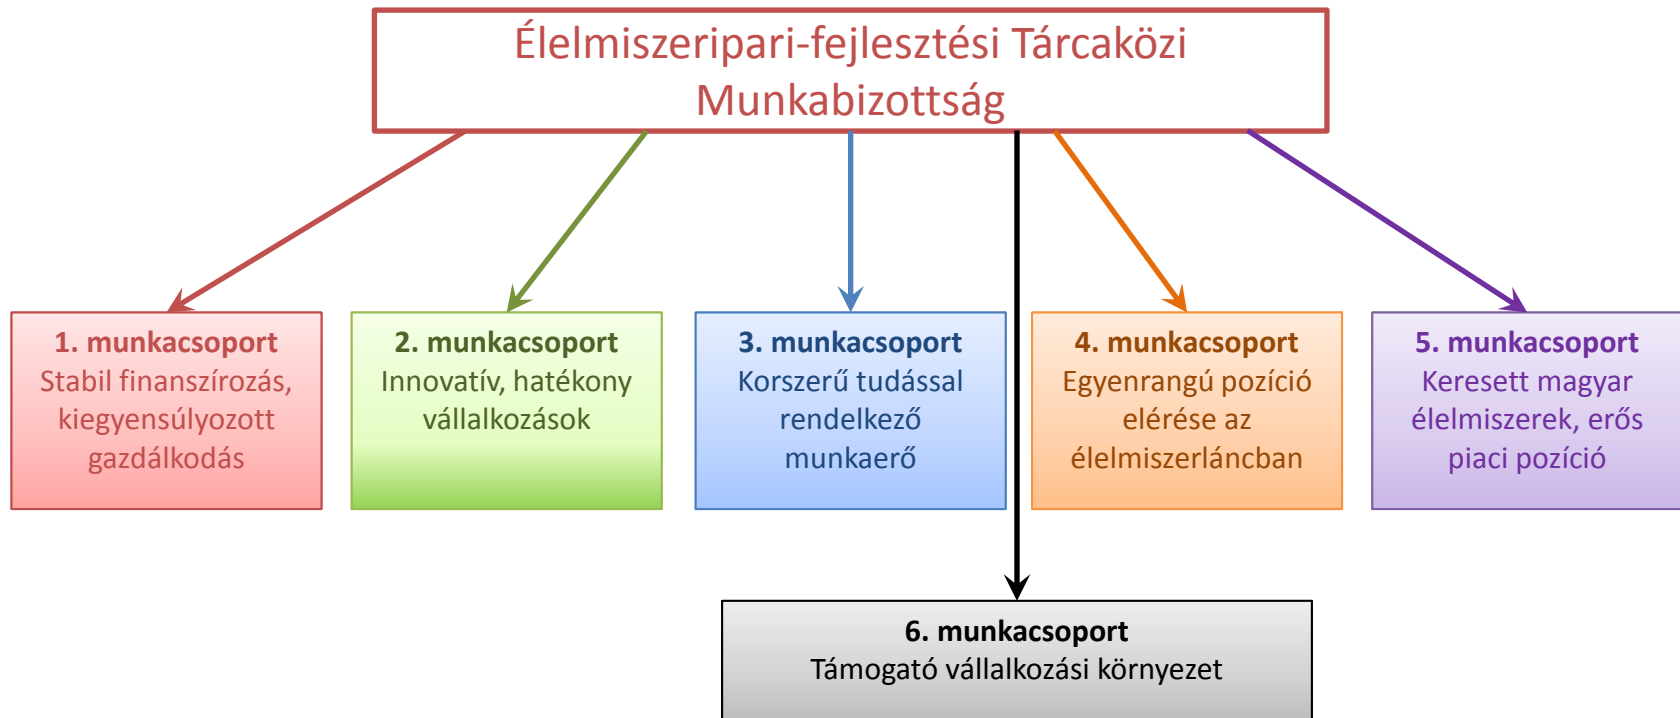 Élelmiszeripari-fejlesztési Tárcaközi
Munkabizottság
1. munkacsoport
Stabil finanszírozás,
kiegyensúlyozott
gazdálkodás
2. munkacsoport
Innovatív, hatékony
vállalkozások
3. munkacsoport
Korszerű tudással
rendelkező
munkaerő
4. munkacsoport
Egyenrangú pozíció
elérése az
élelmiszerláncban
5. munkacsoport
Keresett magyar
élelmiszerek, erős
piaci pozíció
6. munkacsoport
Támogató vállalkozási környezet